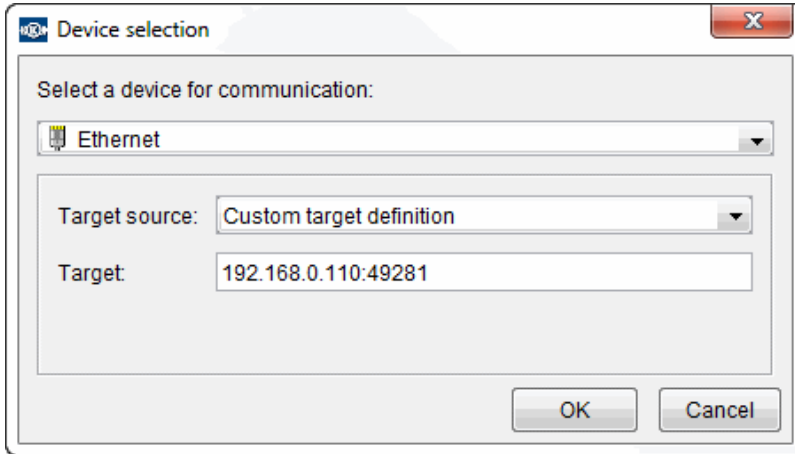 Device selection
Select a device for communication:
Ethernet
Target source: Custom target definition
Target: 192.168.0.110:49281
OK Cancel